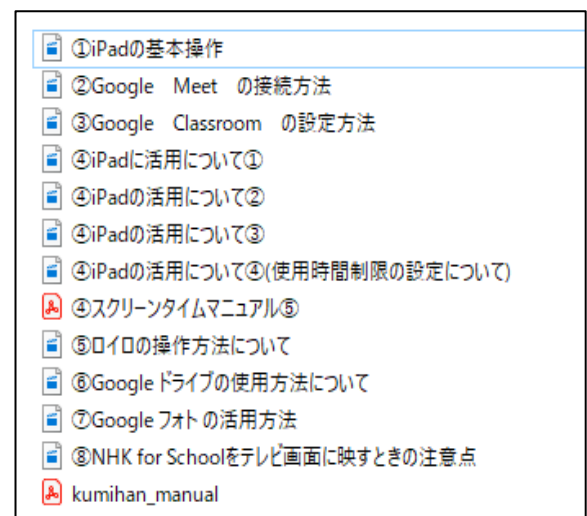 ①iPadの基本操作
②Google　Meet　の接続方法
③Google　Classroom　の設定方法
④iPadに活用について①
④iPadの活用について②
④iPadの活用について③
④iPadの活用について④(使用時間制限の設定について)
④スクリーンタイムマニュアル⑤
⑤ロイロの操作方法について
⑥Google ドライブの使用方法について
⑦Google フォト の活用方法
⑧NHK for Schoolをテレビ画面に映すときの注意点
kumihan_manual